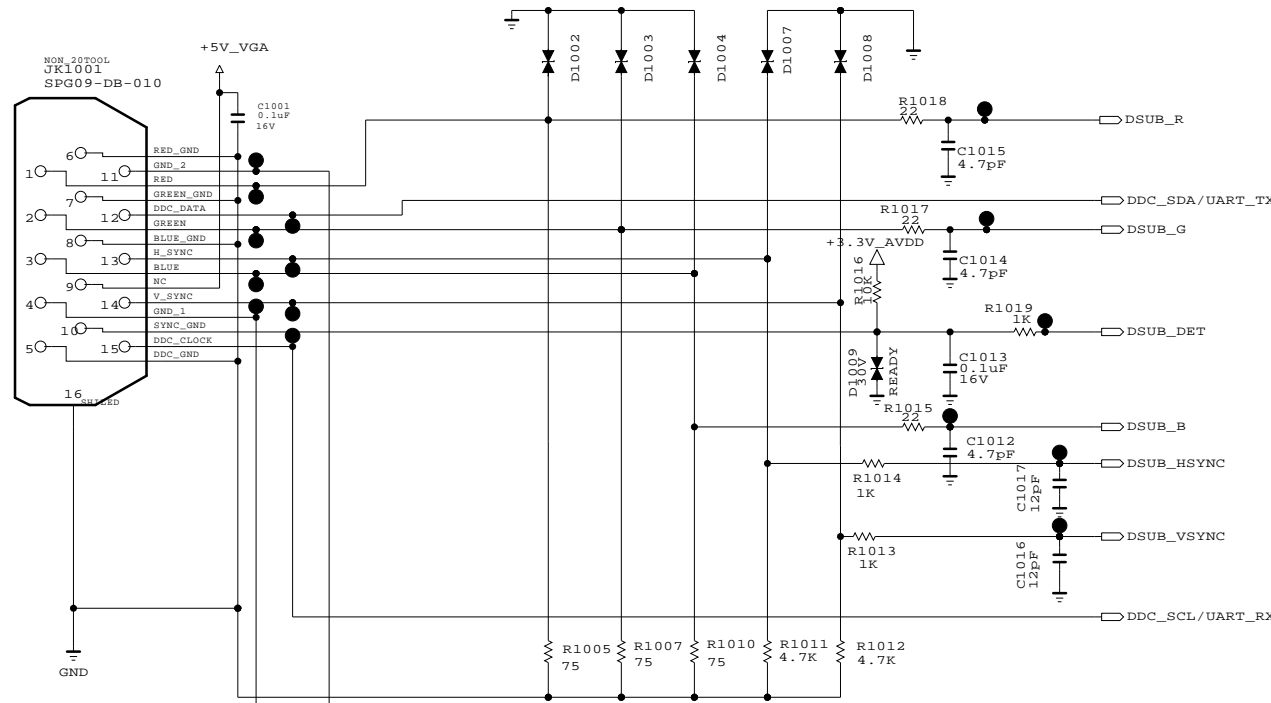 D1002
D1003
D1004
D1007
D1008
+5V_VGA
NON_20TOOL
JK1001
SPG09-DB-010
C1001
0.1uF
16V
R1018
22
DSUB_R
C1015
4.7pF
6
RED_GND
1
11
GND_2
RED
7
GREEN_GND
2
12
DDC_DATA
GREEN
8
BLUE_GND
3
13
H_SYNC
BLUE
9
NC
4
14
V_SYNC
GND_1
10
SYNC_GND
5
15
DDC_CLOCK
DDC_GND
16
SHILED
DDC_SDA/UART_TX
R1017
22
DSUB_G
+3.3V_AVDD
C1014
4.7pF
R1016
10K
R1019
1K
DSUB_DET
D1009
30V
READY
C1013
0.1uF
16V
R1015
22
DSUB_B
C1012
4.7pF
DSUB_HSYNC
R1014
1K
C1017
12pF
DSUB_VSYNC
R1013
1K
C1016
12pF
DDC_SCL/UART_RX
GND
R1005
75
R1007
75
R1010
75
R1011
4.7K
R1012
4.7K